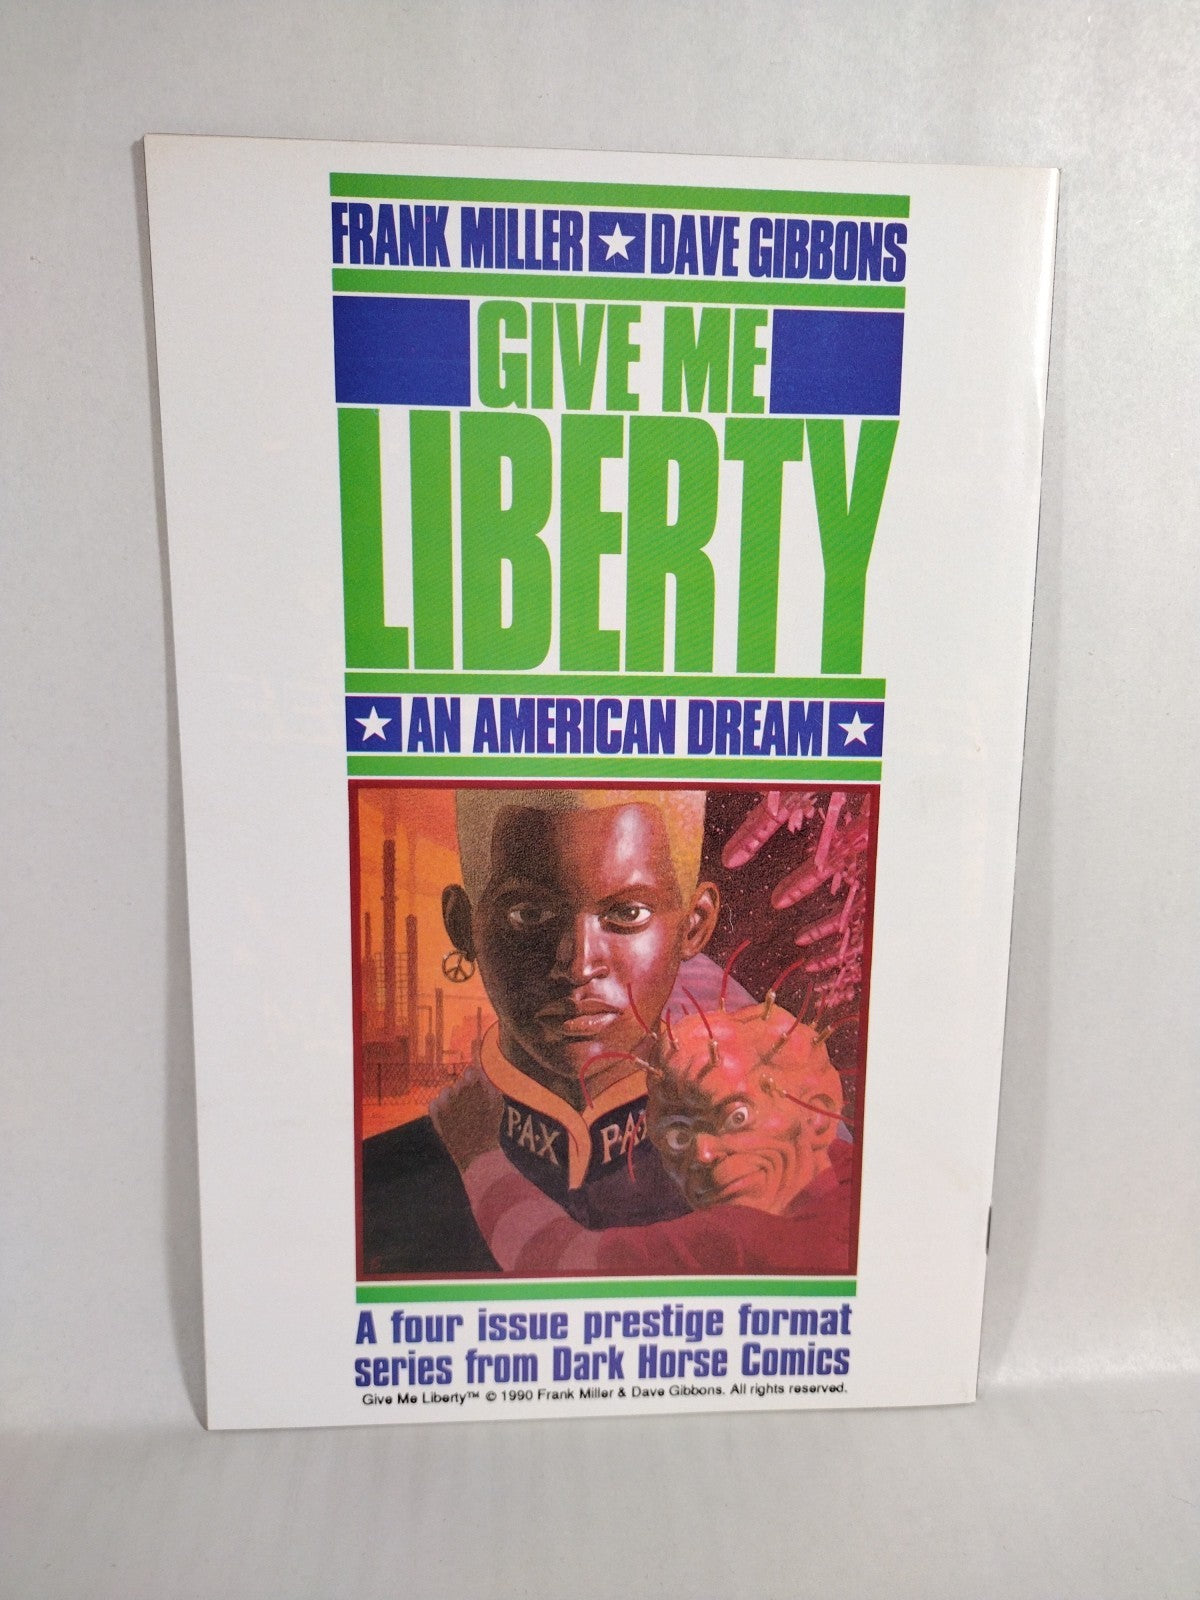 FRANK MILLER ★ DAVE GIBBONS
GIVE ME
LIBERTY
★ AN AMERICAN DREAM ★
P·A·X P·A·X
A four issue prestige format
series from Dark Horse Comics
Give Me Liberty™ © 1990 Frank Miller & Dave Gibbons. All rights reserved.